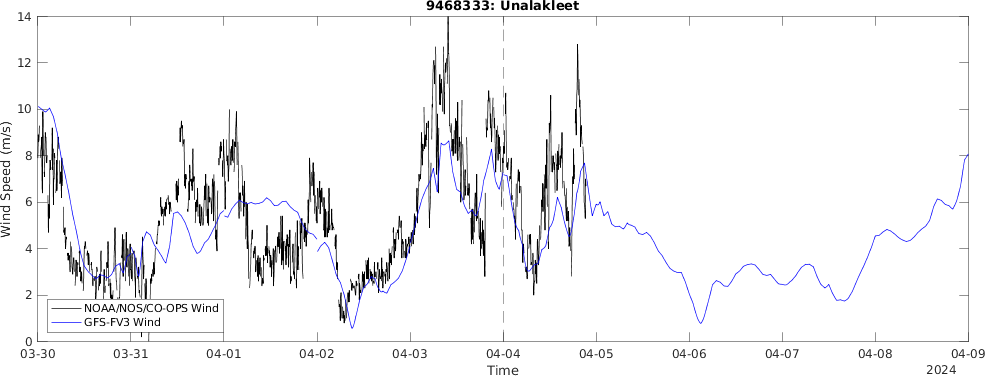 9468333: Unalakleet
14
12
10
8
6
4
2
0
Wind Speed (m/s)
NOAA/NOS/CO-OPS Wind
GFS-FV3 Wind
03-30 03-31 04-01 04-02 04-03 04-04 04-05 04-06 04-07 04-08 04-09
Time
2024